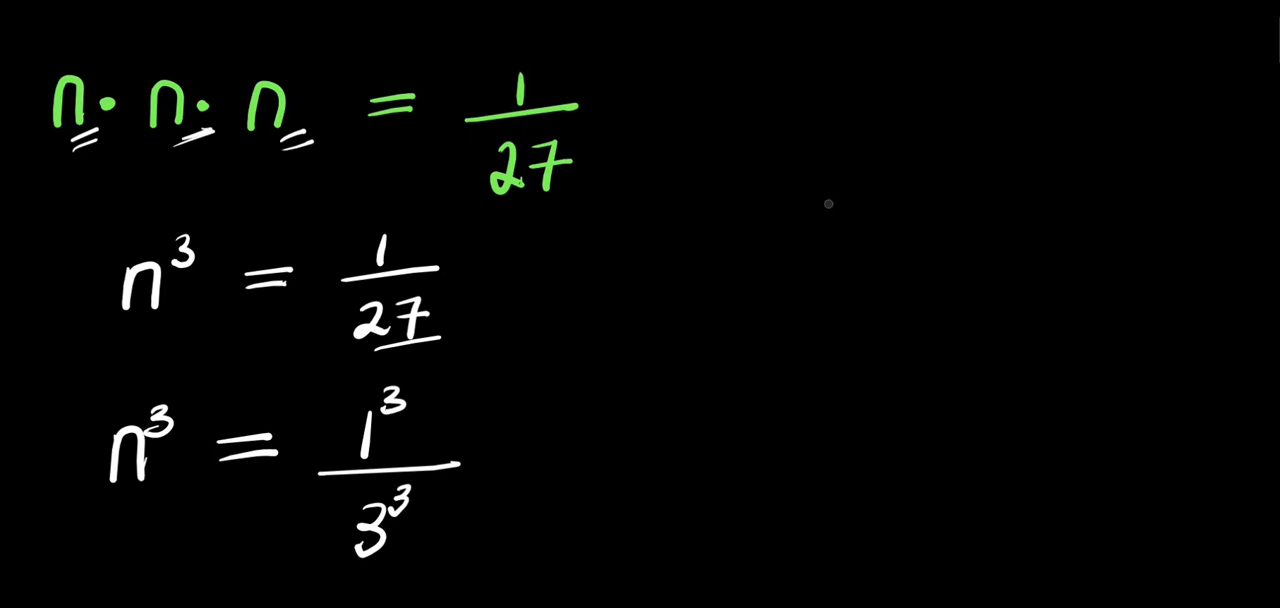 n · n · n = 1/27
n³ = 1/27
n³ = 1³/3³